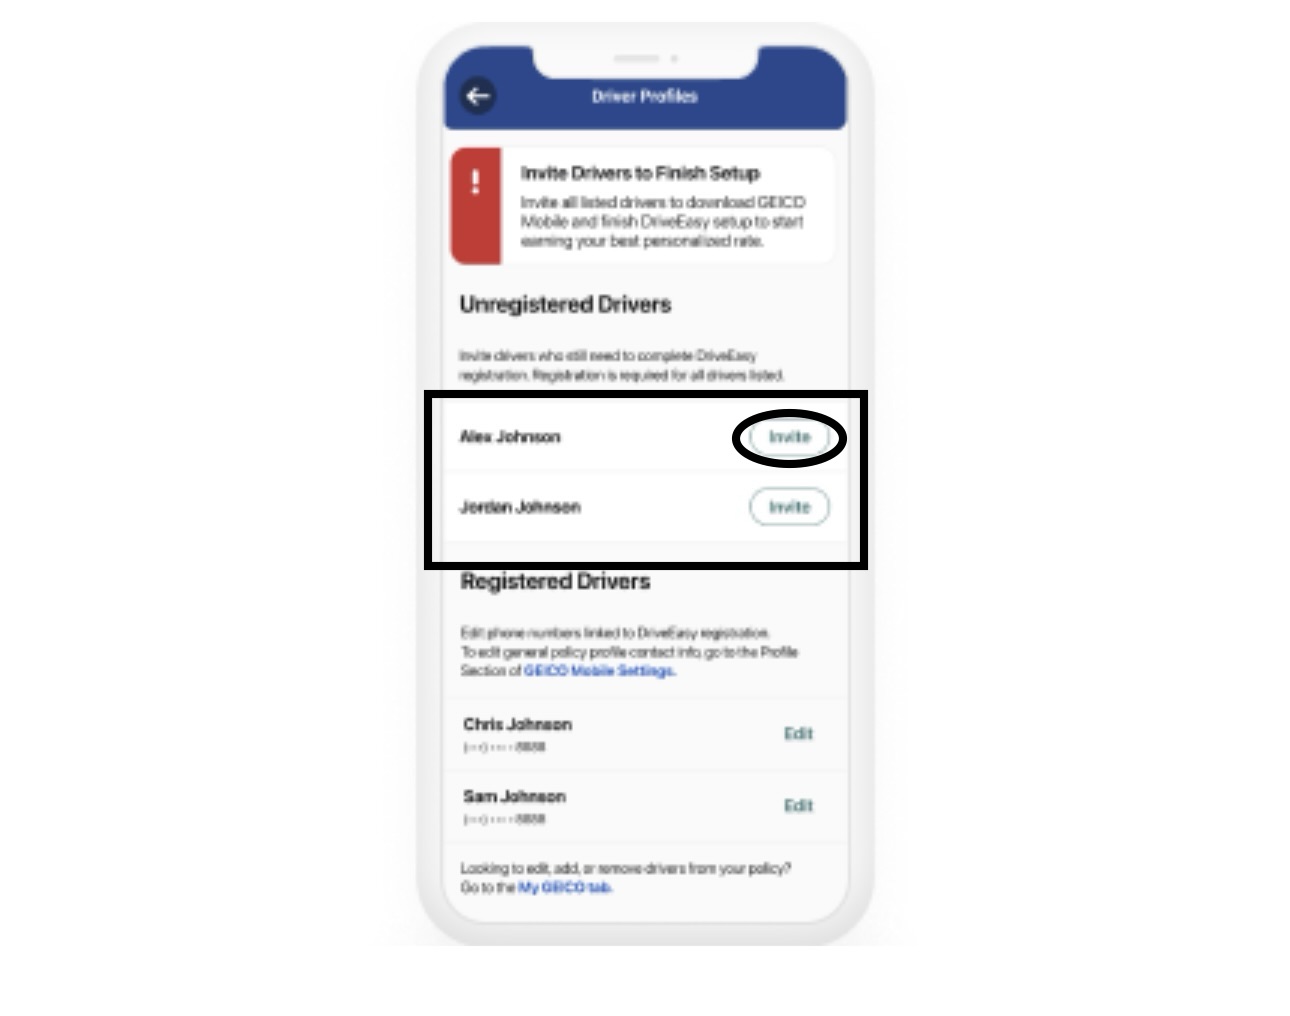 Driver Profiles
!
Invite Drivers to Finish Setup
Invite all listed drivers to download GEICO
Mobile and finish DriveEasy setup to start
earning your best personalized rate.
Unregistered Drivers
Invite drivers who still need to complete DriveEasy
registration. Registration is required for all drivers listed.
Alex Johnson
Invite
Jordan Johnson
Invite
Registered Drivers
Edit phone numbers linked to DriveEasy registration.
To edit general policy profile contact info, go to the Profile
Section of GEICO Mobile Settings.
Chris Johnson
Edit
Sam Johnson
Edit
Looking to edit, add, or remove drivers from your policy?
Go to the My GEICO tab.